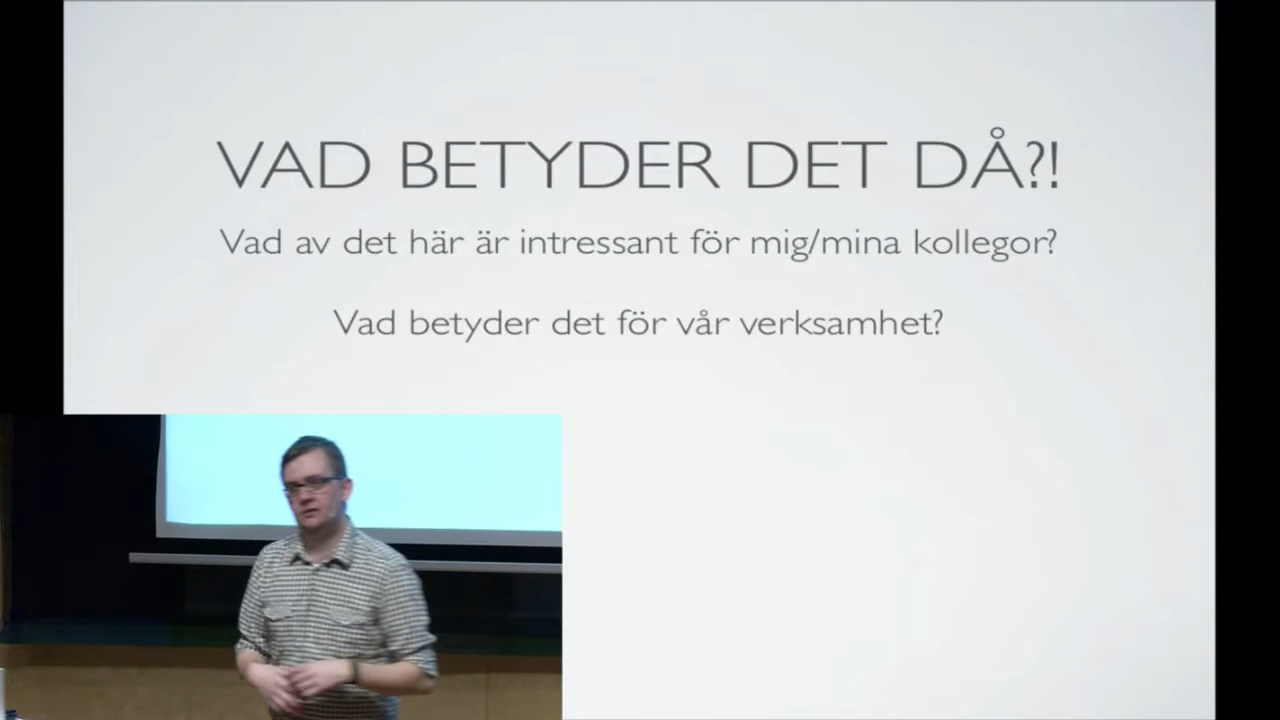 VAD BETYDER DET DÅ?!
Vad av det här är intressant för mig/mina kollegor?
Vad betyder det för vår verksamhet?